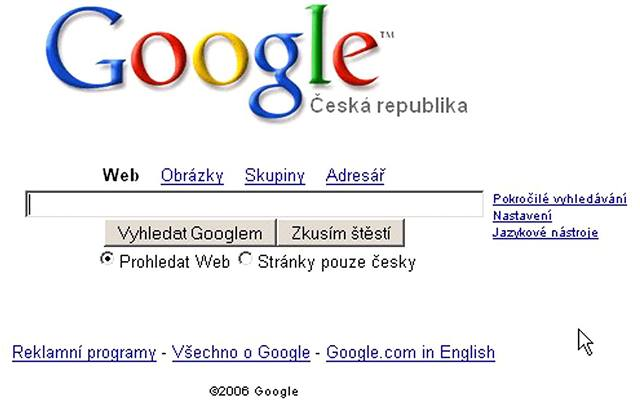 Google™
Česká republika
Web Obrázky Skupiny Adresář
Pokročilé vyhledávání
Nastavení
Jazykové nástroje
Vyhledat Googlem Zkusím štěstí
Prohledat Web Stránky pouze česky
Reklamní programy - Všechno o Google - Google.com in English
©2006 Google